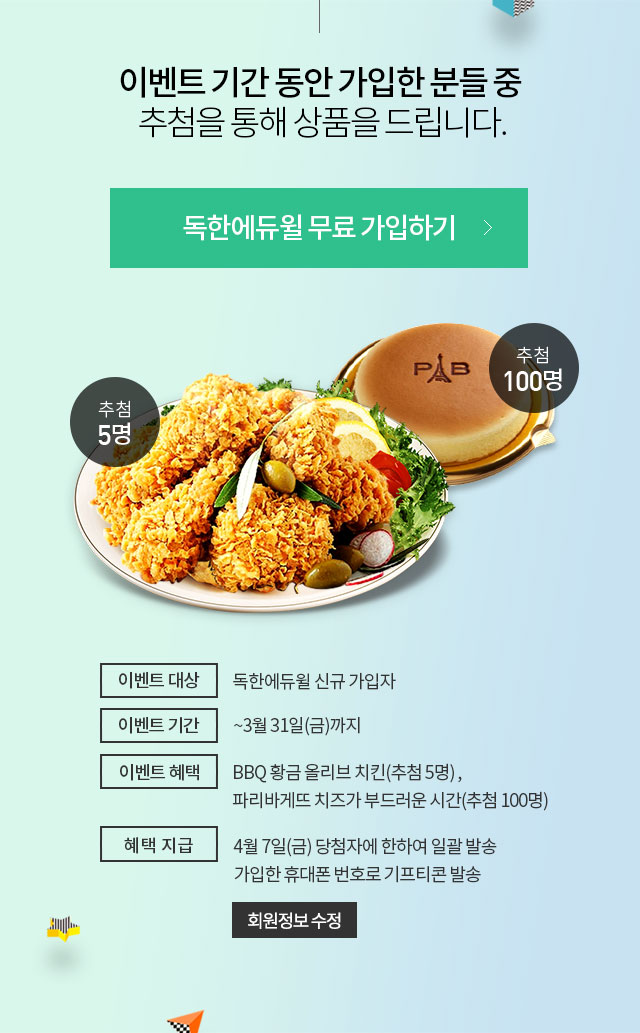 이벤트 기간 동안 가입한 분들 중
추첨을 통해 상품을 드립니다.
독한에듀윌 무료 가입하기
추첨
100명
PAB
추첨
5명
이벤트 대상 독한에듀윌 신규 가입자
이벤트 기간 ~3월 31일(금)까지
이벤트 혜택 BBQ 황금 올리브 치킨(추첨 5명) ,
파리바게뜨 치즈가 부드러운 시간(추첨 100명)
혜택 지급 4월 7일(금) 당첨자에 한하여 일괄 발송
가입한 휴대폰 번호로 기프티콘 발송
회원정보 수정